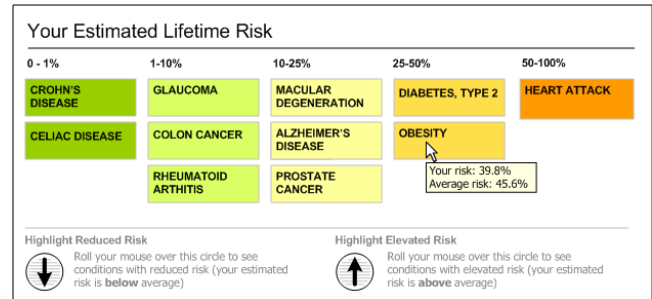 Your Estimated Lifetime Risk
0 - 1%
1-10%
10-25%
25-50%
50-100%
CROHN'S
DISEASE
GLAUCOMA
MACULAR
DEGENERATION
DIABETES, TYPE 2
HEART ATTACK
CELIAC DISEASE
COLON CANCER
ALZHEIMER'S
DISEASE
OBESITY
Your risk: 39.8%
Average risk: 45.6%
RHEUMATOID
ARTHITIS
PROSTATE
CANCER
Highlight Reduced Risk
Roll your mouse over this circle to see
conditions with reduced risk (your estimated
risk is below average)
Highlight Elevated Risk
Roll your mouse over this circle to see
conditions with elevated risk (your estimated
risk is above average)